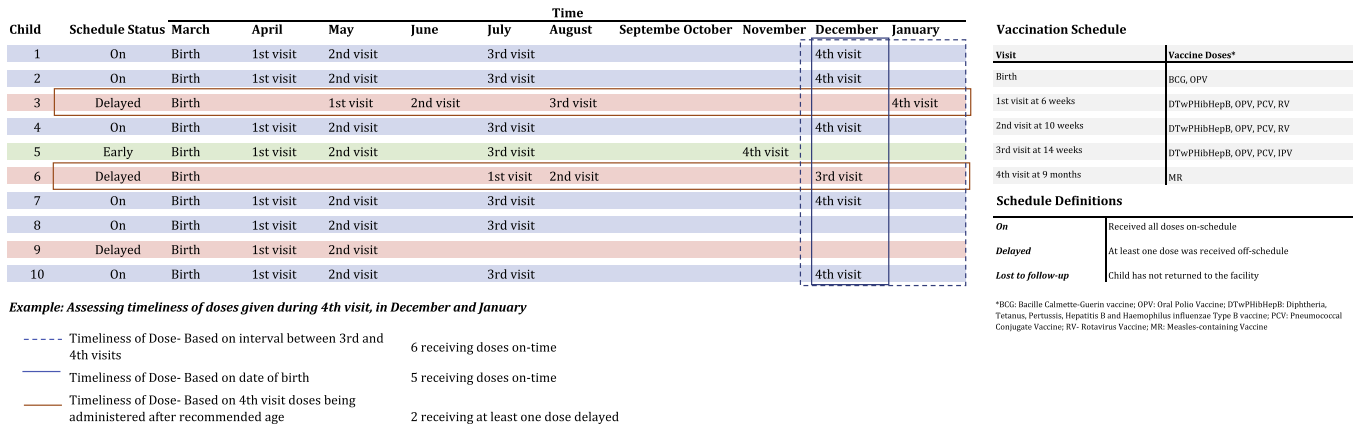 Time
Child Schedule Status March April May June July August Septembe October November December January
1 On Birth 1st visit 2nd visit 3rd visit 4th visit
2 On Birth 1st visit 2nd visit 3rd visit 4th visit
3 Delayed Birth 1st visit 2nd visit 3rd visit 4th visit
4 On Birth 1st visit 2nd visit 3rd visit 4th visit
5 Early Birth 1st visit 2nd visit 3rd visit 4th visit
6 Delayed Birth 1st visit 2nd visit 3rd visit
7 On Birth 1st visit 2nd visit 3rd visit 4th visit
8 On Birth 1st visit 2nd visit 3rd visit
9 Delayed Birth 1st visit 2nd visit
10 On Birth 1st visit 2nd visit 3rd visit 4th visit
Example: Assessing timeliness of doses given during 4th visit, in December and January
Timeliness of Dose- Based on interval between 3rd and
4th visits
6 receiving doses on-time
Timeliness of Dose- Based on date of birth
5 receiving doses on-time
Timeliness of Dose- Based on 4th visit doses being
administered after recommended age
2 receiving at least one dose delayed
Vaccination Schedule
Visit Vaccine Doses*
Birth BCG, OPV
1st visit at 6 weeks DTwPHibHepB, OPV, PCV, RV
2nd visit at 10 weeks DTwPHibHepB, OPV, PCV, RV
3rd visit at 14 weeks DTwPHibHepB, OPV, PCV, IPV
4th visit at 9 months MR
Schedule Definitions
On Received all doses on-schedule
Delayed At least one dose was received off-schedule
Lost to follow-up Child has not returned to the facility
*BCG: Bacille Calmette-Guerin vaccine; OPV: Oral Polio Vaccine; DTwPHibHepB: Diphtheria,
Tetanus, Pertussis, Hepatitis B and Haemophilus influenzae Type B vaccine; PCV: Pneumococcal
Conjugate Vaccine; RV- Rotavirus Vaccine; MR: Measles-containing Vaccine